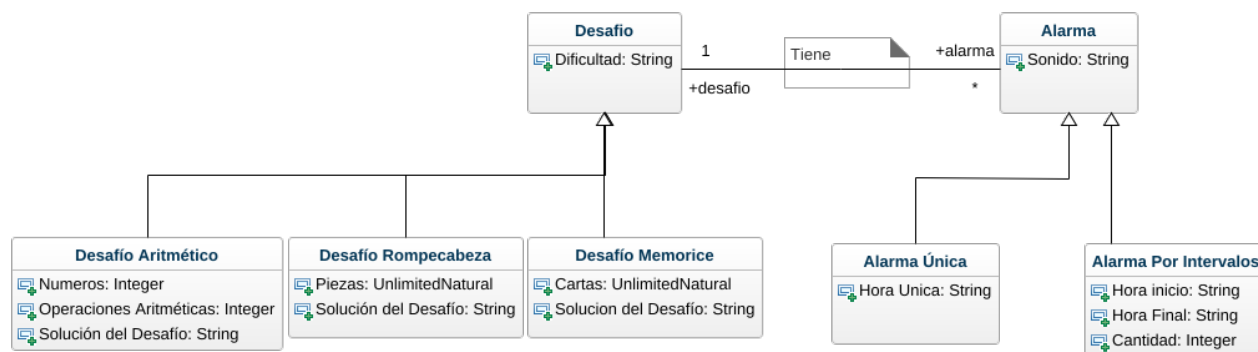 Desafio
Dificultad: String
1
+desafio
Tiene
+alarma
*
Alarma
Sonido: String
Desafío Aritmético
Numeros: Integer
Operaciones Aritméticas: Integer
Solución del Desafío: String
Desafío Rompecabeza
Piezas: UnlimitedNatural
Solución del Desafío: String
Desafío Memorice
Cartas: UnlimitedNatural
Solucion del Desafío: String
Alarma Única
Hora Unica: String
Alarma Por Intervalos
Hora inicio: String
Hora Final: String
Cantidad: Integer